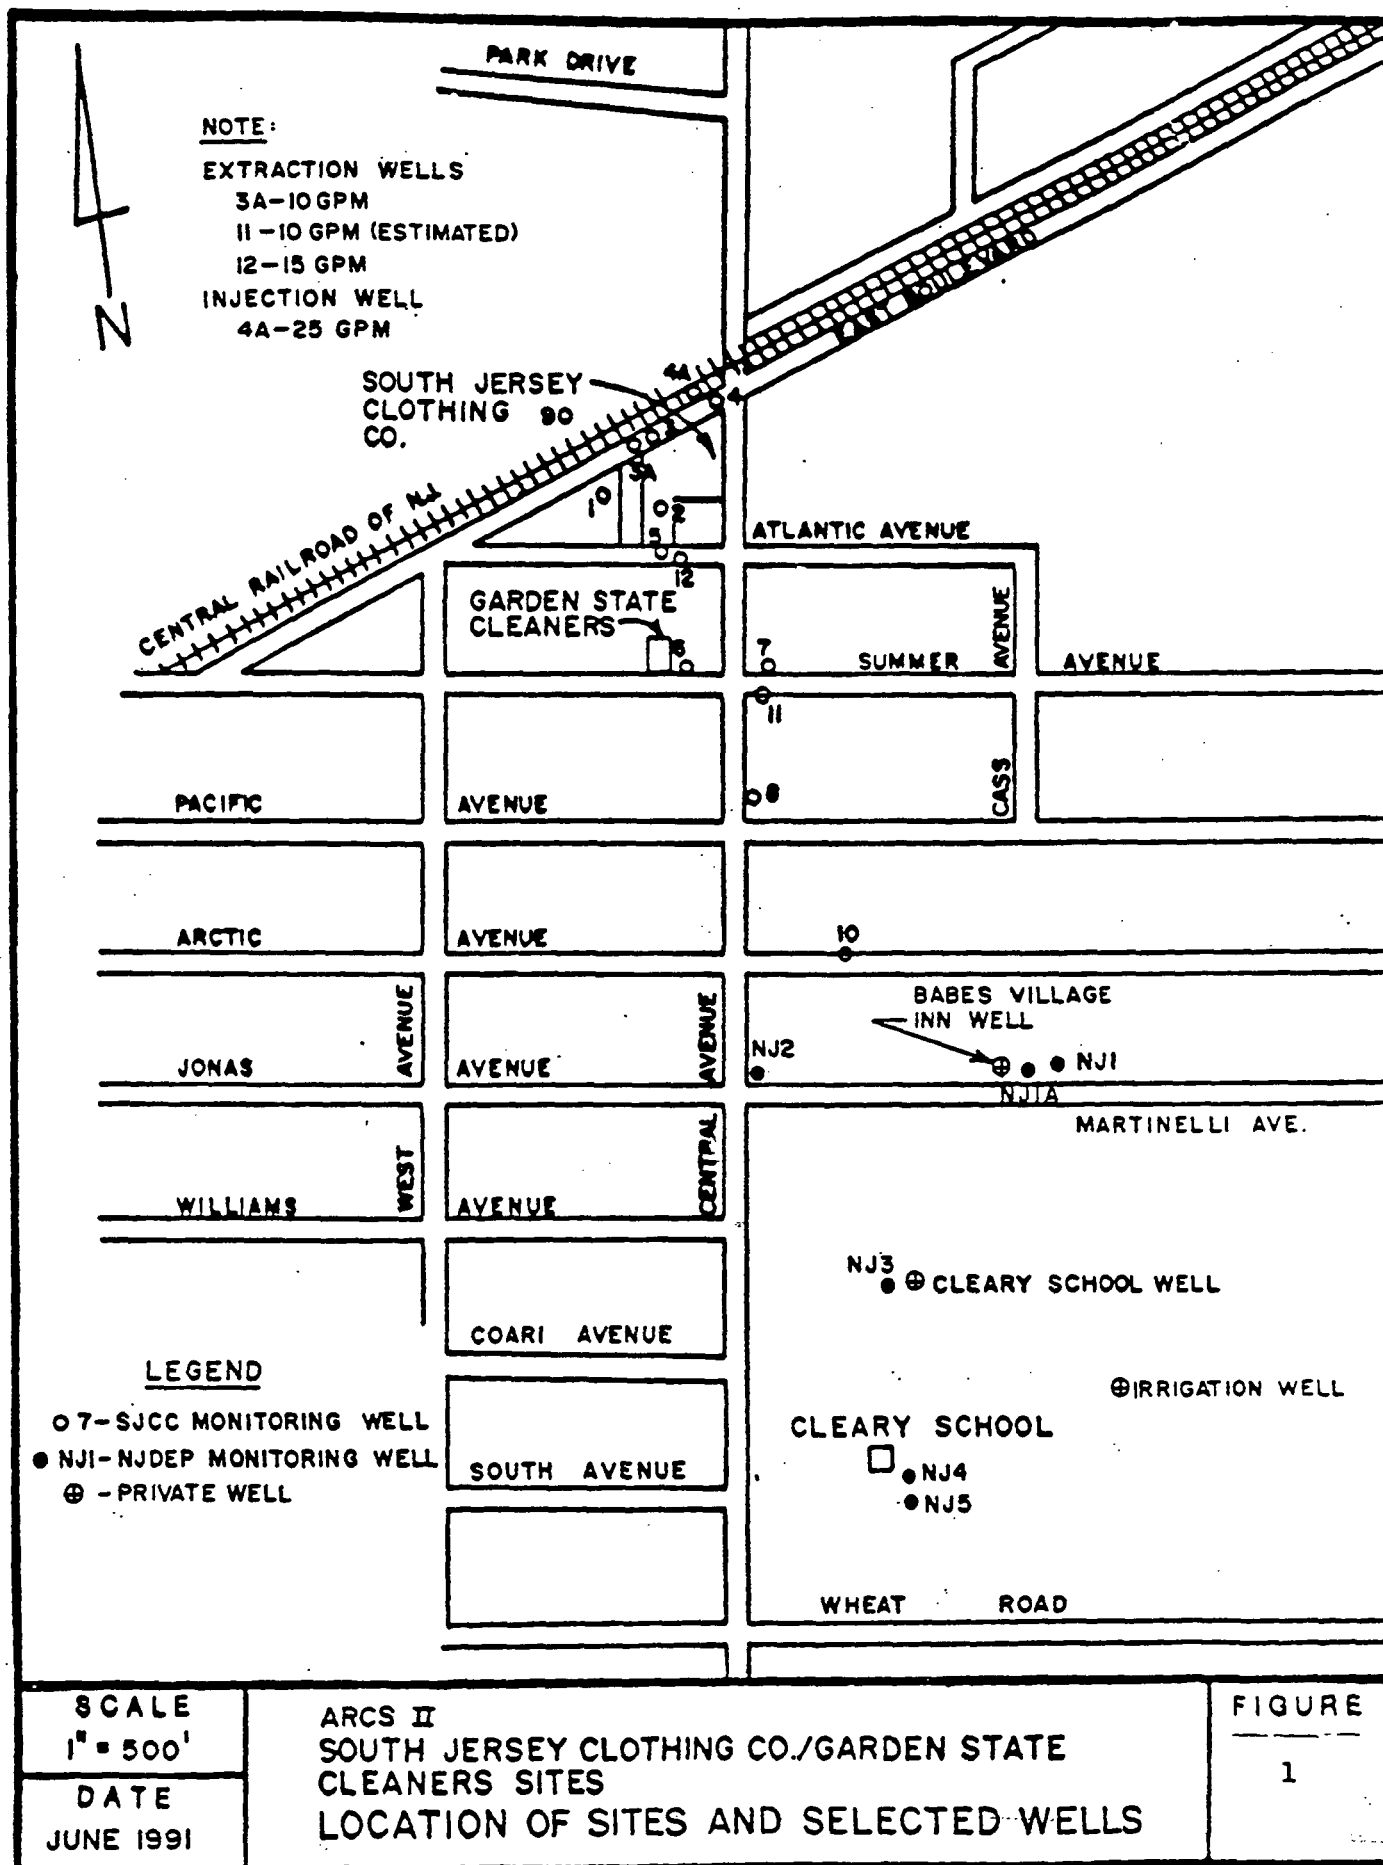 PARK DRIVE
NOTE:
EXTRACTION WELLS
3A-10 GPM
11-10 GPM (ESTIMATED)
12-15 GPM
INJECTION WELL
4A-25 GPM
N
SOUTH JERSEY
CLOTHING 90
CO.
4A
4
3
3A
1
2
5
12
CENTRAL RAILROAD OF N.J.
ATLANTIC AVENUE
GARDEN STATE
CLEANERS
6
7
SUMMER
AVENUE
AVENUE
11
8
CASS
PACIFIC
AVENUE
ARCTIC
AVENUE
10
AVENUE
AVENUE
BABES VILLAGE
INN WELL
NJ2
NJ1
NJ1A
JONAS
AVENUE
MARTINELLI AVE.
WEST
CENTRAL
WILLIAMS
AVENUE
NJ3
CLEARY SCHOOL WELL
COARI AVENUE
IRRIGATION WELL
LEGEND
7-SJCC MONITORING WELL
NJ1-NJDEP MONITORING WELL
-PRIVATE WELL
CLEARY SCHOOL
SOUTH AVENUE
NJ4
NJ5
WHEAT ROAD
SCALE
1" = 500'
DATE
JUNE 1991
ARCS II
SOUTH JERSEY CLOTHING CO./GARDEN STATE
CLEANERS SITES
LOCATION OF SITES AND SELECTED WELLS
FIGURE
1